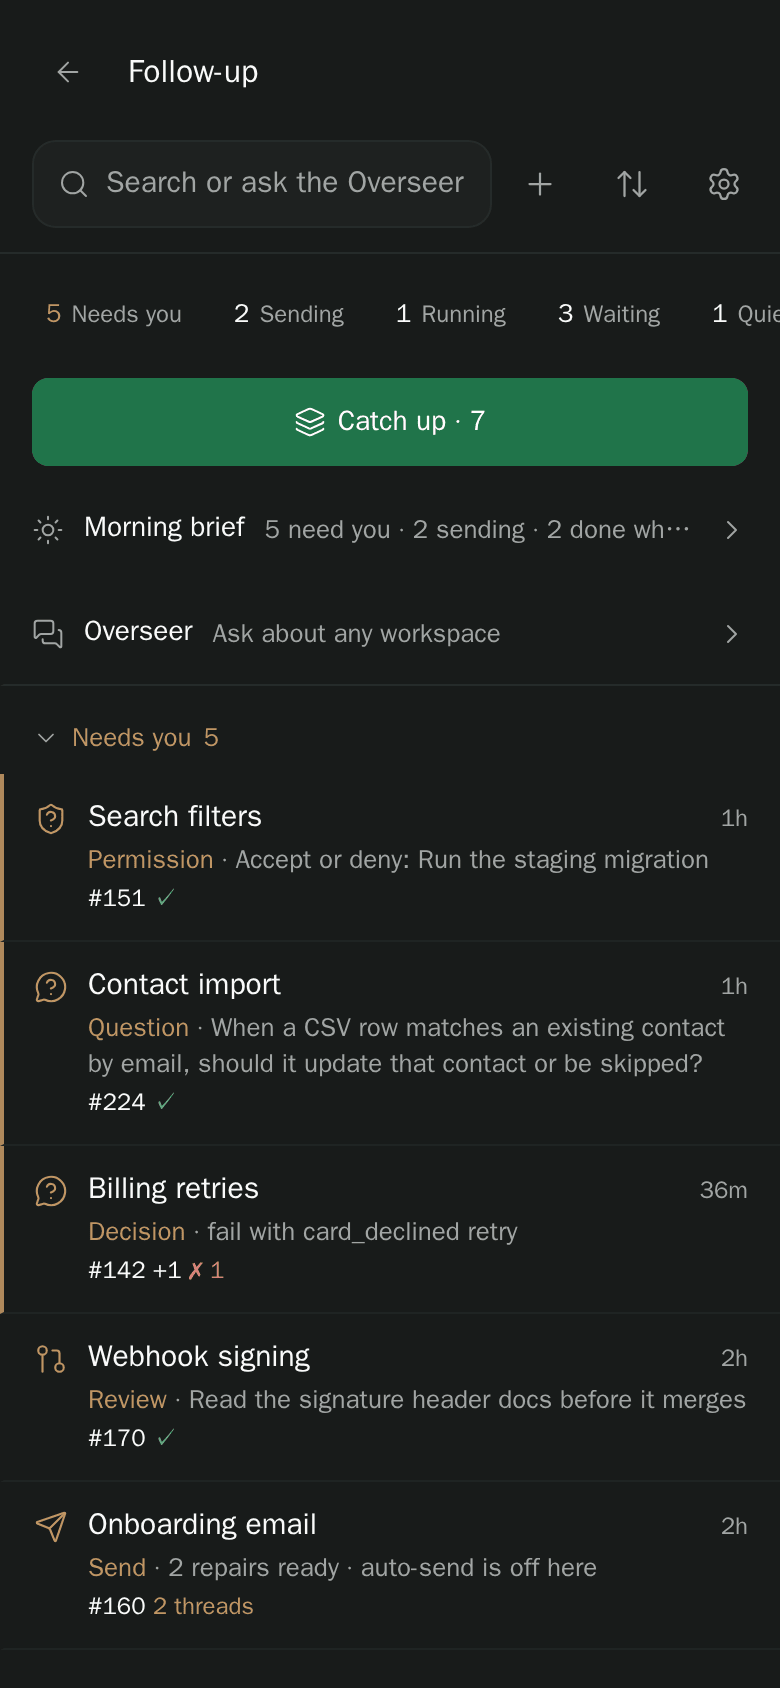 Follow-up
Search or ask the Overseer
5 Needs you 2 Sending 1 Running 3 Waiting 1 Quie
Catch up · 7
Morning brief 5 need you · 2 sending · 2 done wh···
Overseer Ask about any workspace
Needs you 5
Search filters 1h
Permission · Accept or deny: Run the staging migration
#151 ✓
Contact import 1h
Question · When a CSV row matches an existing contact
by email, should it update that contact or be skipped?
#224 ✓
Billing retries 36m
Decision · fail with card_declined retry
#142 +1 ✗ 1
Webhook signing 2h
Review · Read the signature header docs before it merges
#170 ✓
Onboarding email 2h
Send · 2 repairs ready · auto-send is off here
#160 2 threads